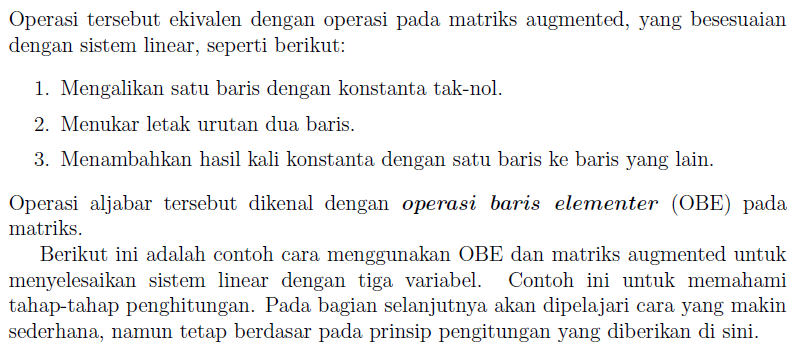 Operasi tersebut ekivalen dengan operasi pada matriks augmented, yang besesuaian
dengan sistem linear, seperti berikut:
1. Mengalikan satu baris dengan konstanta tak-nol.
2. Menukar letak urutan dua baris.
3. Menambahkan hasil kali konstanta dengan satu baris ke baris yang lain.
Operasi aljabar tersebut dikenal dengan operasi baris elementer (OBE) pada
matriks.
Berikut ini adalah contoh cara menggunakan OBE dan matriks augmented untuk
menyelesaikan sistem linear dengan tiga variabel. Contoh ini untuk memahami
tahap-tahap penghitungan. Pada bagian selanjutnya akan dipelajari cara yang makin
sederhana, namun tetap berdasar pada prinsip pengitungan yang diberikan di sini.